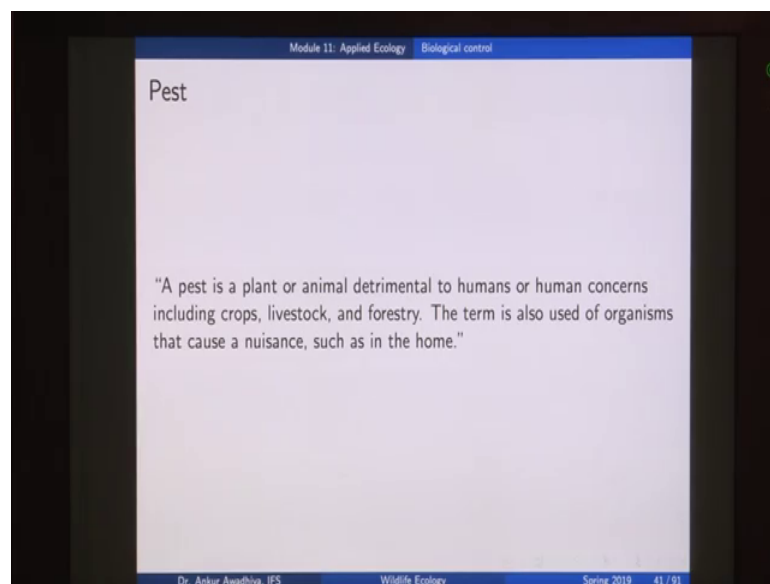 Module 11: Applied Ecology Biological control
Pest
“A pest is a plant or animal detrimental to humans or human concerns
including crops, livestock, and forestry. The term is also used of organisms
that cause a nuisance, such as in the home.”
Dr. Ankur Awadhiya, IFS Wildlife Ecology Spring 2019 41 / 91